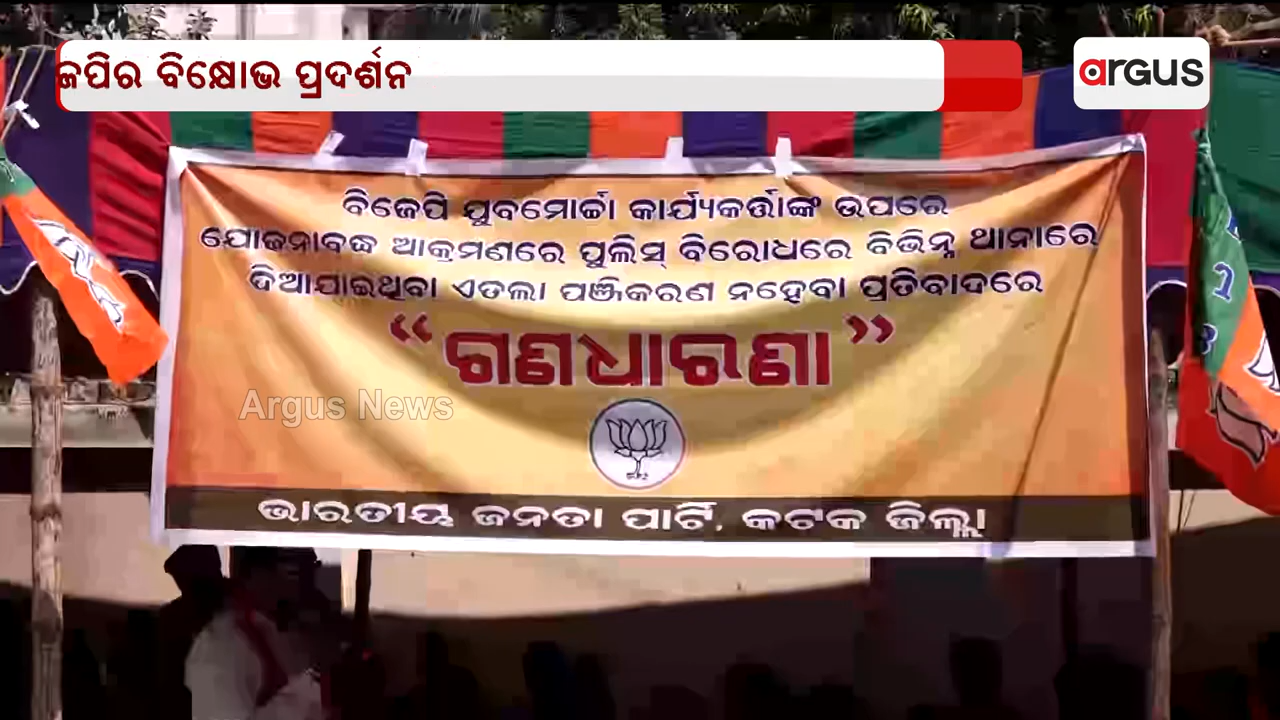 ଜପିର ବିକ୍ଷୋଭ ପ୍ରଦର୍ଶନ
argus
ବିଜେପି ଯୁବମୋର୍ଚ୍ଚା କାର୍ଯ୍ୟକର୍ତ୍ତାଙ୍କ ଉପରେ
ଯୋଜନାବଦ୍ଧ ଆକ୍ରମଣରେ ପୁଲିସ୍ ବିରୋଧରେ ବିଭିନ୍ନ ଥାନାରେ
ଦିଆଯାଇଥିବା ଏତଲା ପଞ୍ଜିକରଣ ନହେବା ପ୍ରତିବାଦରେ
“ଗଣଧାରଣା”
Argus News
ଭାରତୀୟ ଜନତା ପାର୍ଟି, କଟକ ଜିଲ୍ଲା